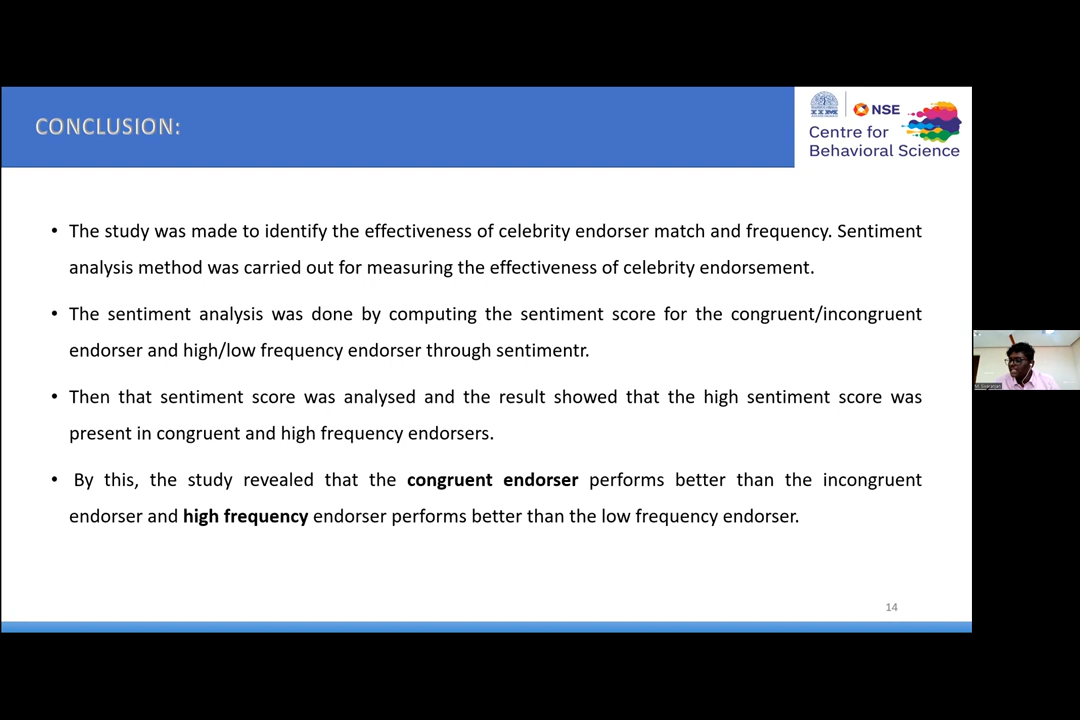 CONCLUSION:
IIM
NSE
Centre for
Behavioral Science
• The study was made to identify the effectiveness of celebrity endorser match and frequency. Sentiment
analysis method was carried out for measuring the effectiveness of celebrity endorsement.
• The sentiment analysis was done by computing the sentiment score for the congruent/incongruent
endorser and high/low frequency endorser through sentimentr.
• Then that sentiment score was analysed and the result showed that the high sentiment score was
present in congruent and high frequency endorsers.
• By this, the study revealed that the congruent endorser performs better than the incongruent
endorser and high frequency endorser performs better than the low frequency endorser.
14